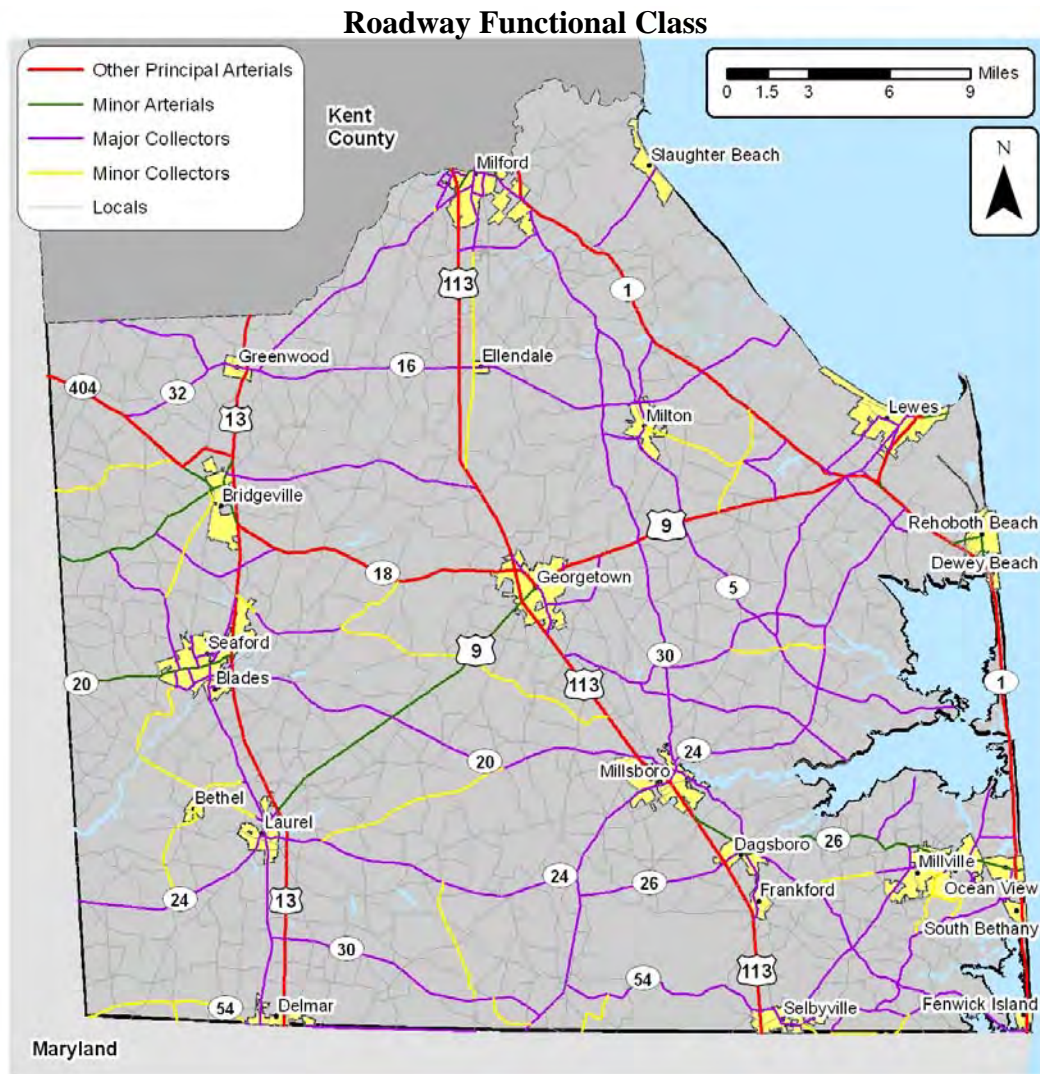 Roadway Functional Class
Other Principal Arterials
Minor Arterials
Major Collectors
Minor Collectors
Locals
Miles
0 1.5 3 6 9
N
Kent
County
Milford
Slaughter Beach
113
1
Greenwood
Ellendale
16
404
32
13
Milton
Lewes
Bridgeville
9
Rehoboth Beach
Dewey Beach
18
Georgetown
5
9
Seaford
30
20
Blades
113
1
20
24
Millsboro
Bethel
Laurel
Dagsboro
26
24
26
Millville
24
13
Frankford
Ocean View
South Bethany
30
113
54
54
Delmar
Selbyville
Fenwick Island
Maryland